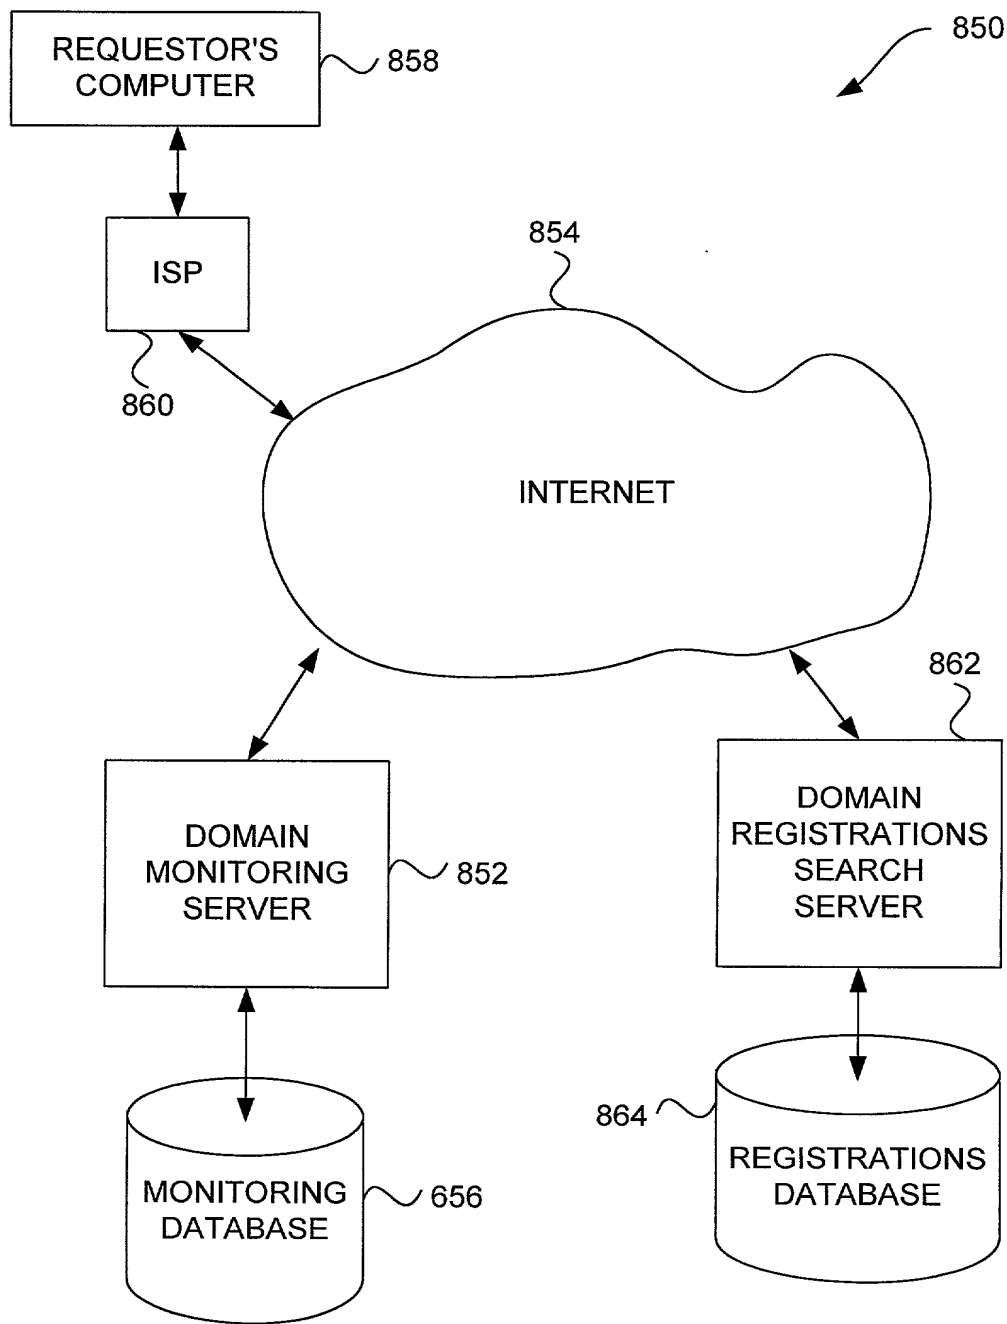 REQUESTOR'S
COMPUTER
858
850
ISP
860
854
INTERNET
862
DOMAIN
MONITORING
SERVER
852
DOMAIN
REGISTRATIONS
SEARCH
SERVER
MONITORING
DATABASE
656
864
REGISTRATIONS
DATABASE